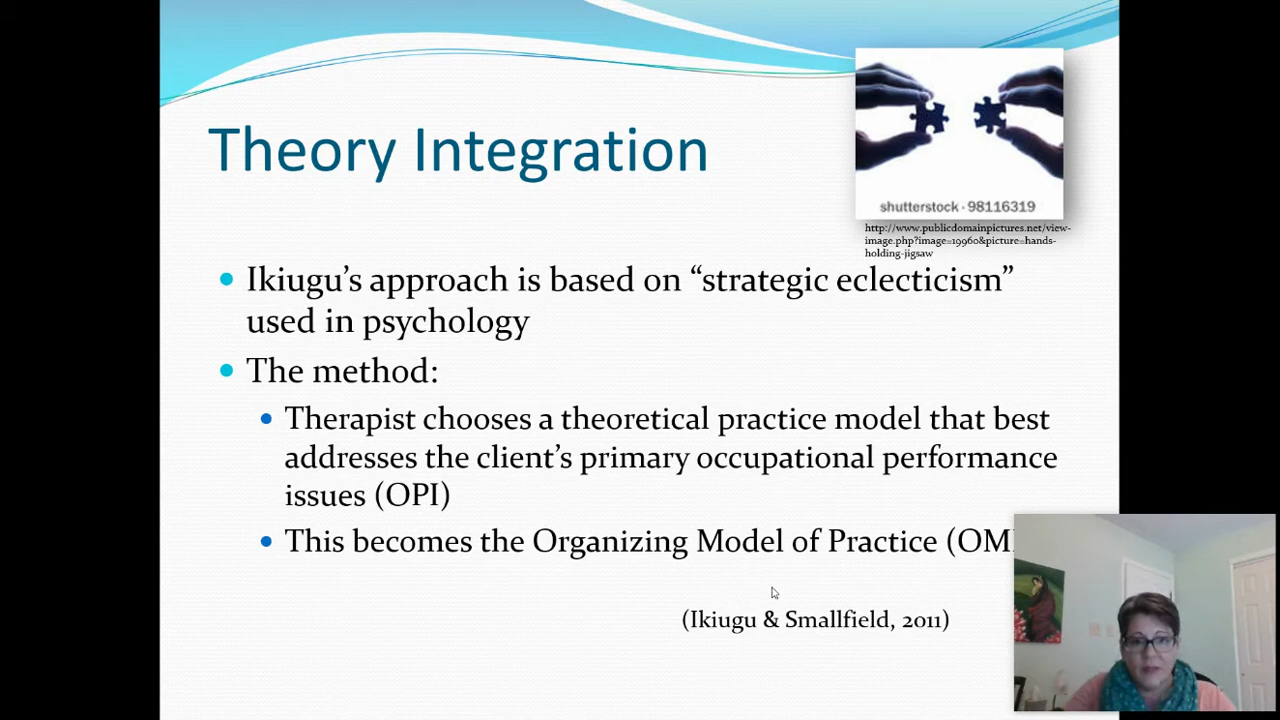 Theory Integration
shutterstock · 98116319
http://www.publicdomainpictures.net/view-
image.php?image=19960&picture=hands-
holding-jigsaw
Ikiugu’s approach is based on “strategic eclecticism”
used in psychology
The method:
Therapist chooses a theoretical practice model that best
addresses the client’s primary occupational performance
issues (OPI)
This becomes the Organizing Model of Practice (OM
(Ikiugu & Smallfield, 2011)